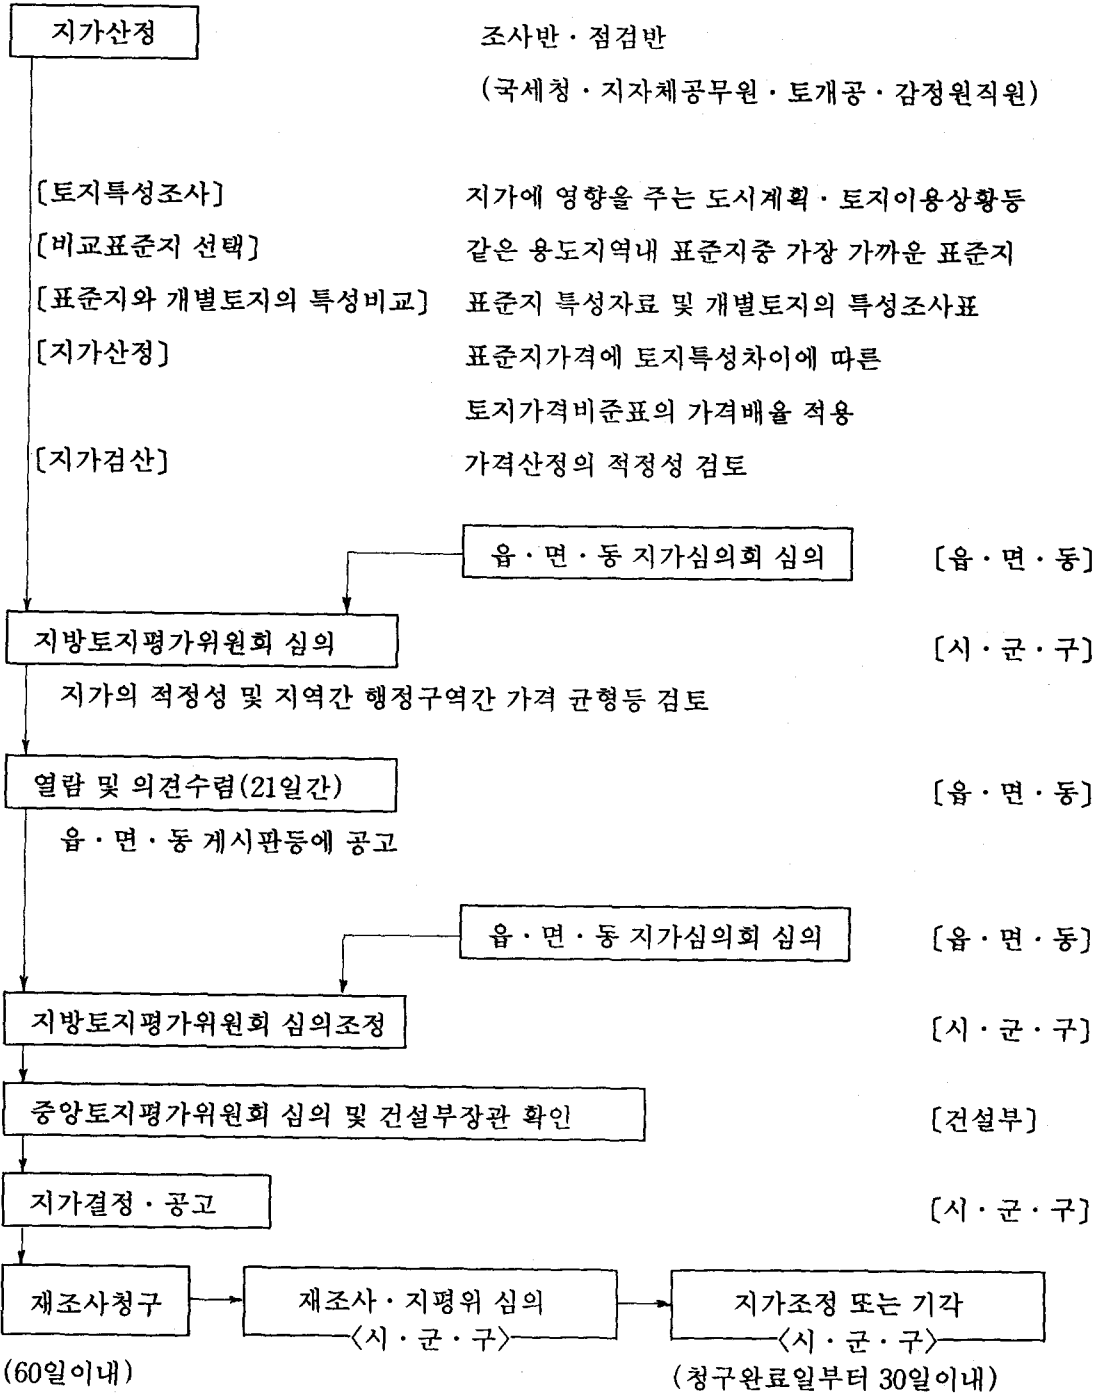 지가산정 조사반·점검반
(국세청·지자체공무원·토개공·감정원직원)
[토지특성조사] 지가에 영향을 주는 도시계획·토지이용상황등
[비교표준지 선택] 같은 용도지역내 표준지중 가장 가까운 표준지
[표준지와 개별토지의 특성비교] 표준지 특성자료 및 개별토지의 특성조사표
[지가산정] 표준지가격에 토지특성차이에 따른
토지가격비준표의 가격배율 적용
[지가검산] 가격산정의 적정성 검토
읍·면·동 지가심의회 심의 [읍·면·동]
지방토지평가위원회 심의 [시·군·구]
지가의 적정성 및 지역간 행정구역간 가격 균형등 검토
열람 및 의견수렴(21일간) [읍·면·동]
읍·면·동 게시판등에 공고
읍·면·동 지가심의회 심의 [읍·면·동]
지방토지평가위원회 심의조정 [시·군·구]
중앙토지평가위원회 심의 및 건설부장관 확인 [건설부]
지가결정·공고 [시·군·구]
재조사청구 재조사·지평위 심의 지가조정 또는 기각
〈시·군·구〉 〈시·군·구〉
(60일이내) (청구완료일부터 30일이내)